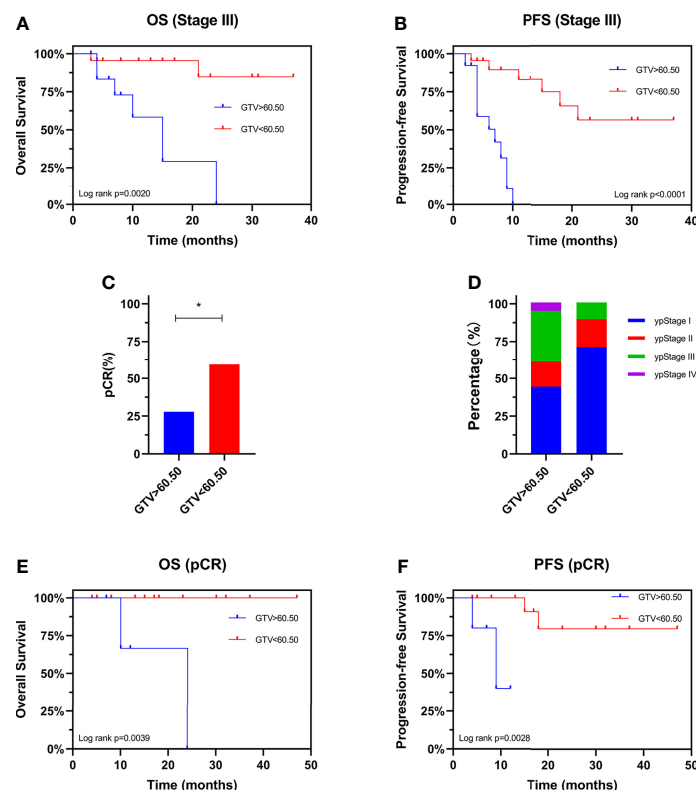 A
OS (Stage III)
100%
75%
50%
25%
0%
Overall Survival
GTV>60.50
GTV<60.50
Log rank p=0.0020
0 10 20 30 40
Time (months)
B
PFS (Stage III)
100%
75%
50%
25%
0%
Progression-free Survival
GTV>60.50
GTV<60.50
Log rank p<0.0001
0 10 20 30 40
Time (months)
C
100
75
50
25
0
pCR(%)
*
GTV>60.50
GTV<60.50
D
100
75
50
25
0
Percentage (%)
ypStage I
ypStage II
ypStage III
ypStage IV
GTV>60.50
GTV<60.50
E
OS (pCR)
100%
75%
50%
25%
0%
Overall Survival
GTV>60.50
GTV<60.50
Log rank p=0.0039
0 10 20 30 40 50
Time (months)
F
PFS (pCR)
100%
75%
50%
25%
0%
Progression-free Survival
GTV>60.50
GTV<60.50
Log rank p=0.0028
0 10 20 30 40 50
Time (months)